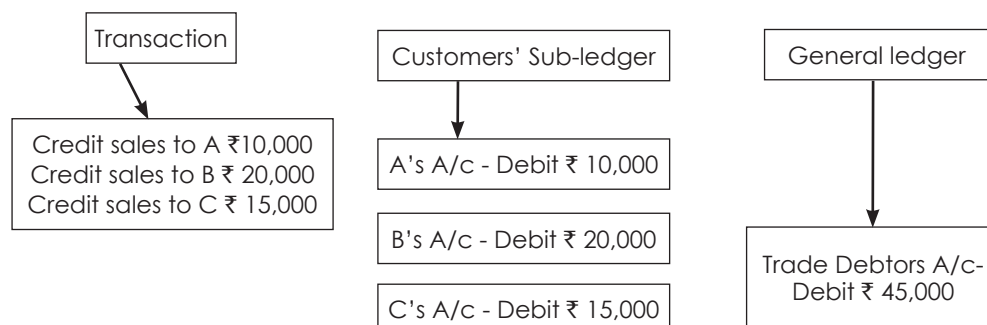 Transaction
Credit sales to A ₹10,000
Credit sales to B ₹ 20,000
Credit sales to C ₹ 15,000
Customers’ Sub-ledger
A’s A/c - Debit ₹ 10,000
B’s A/c - Debit ₹ 20,000
C’s A/c - Debit ₹ 15,000
General ledger
Trade Debtors A/c-
Debit ₹ 45,000